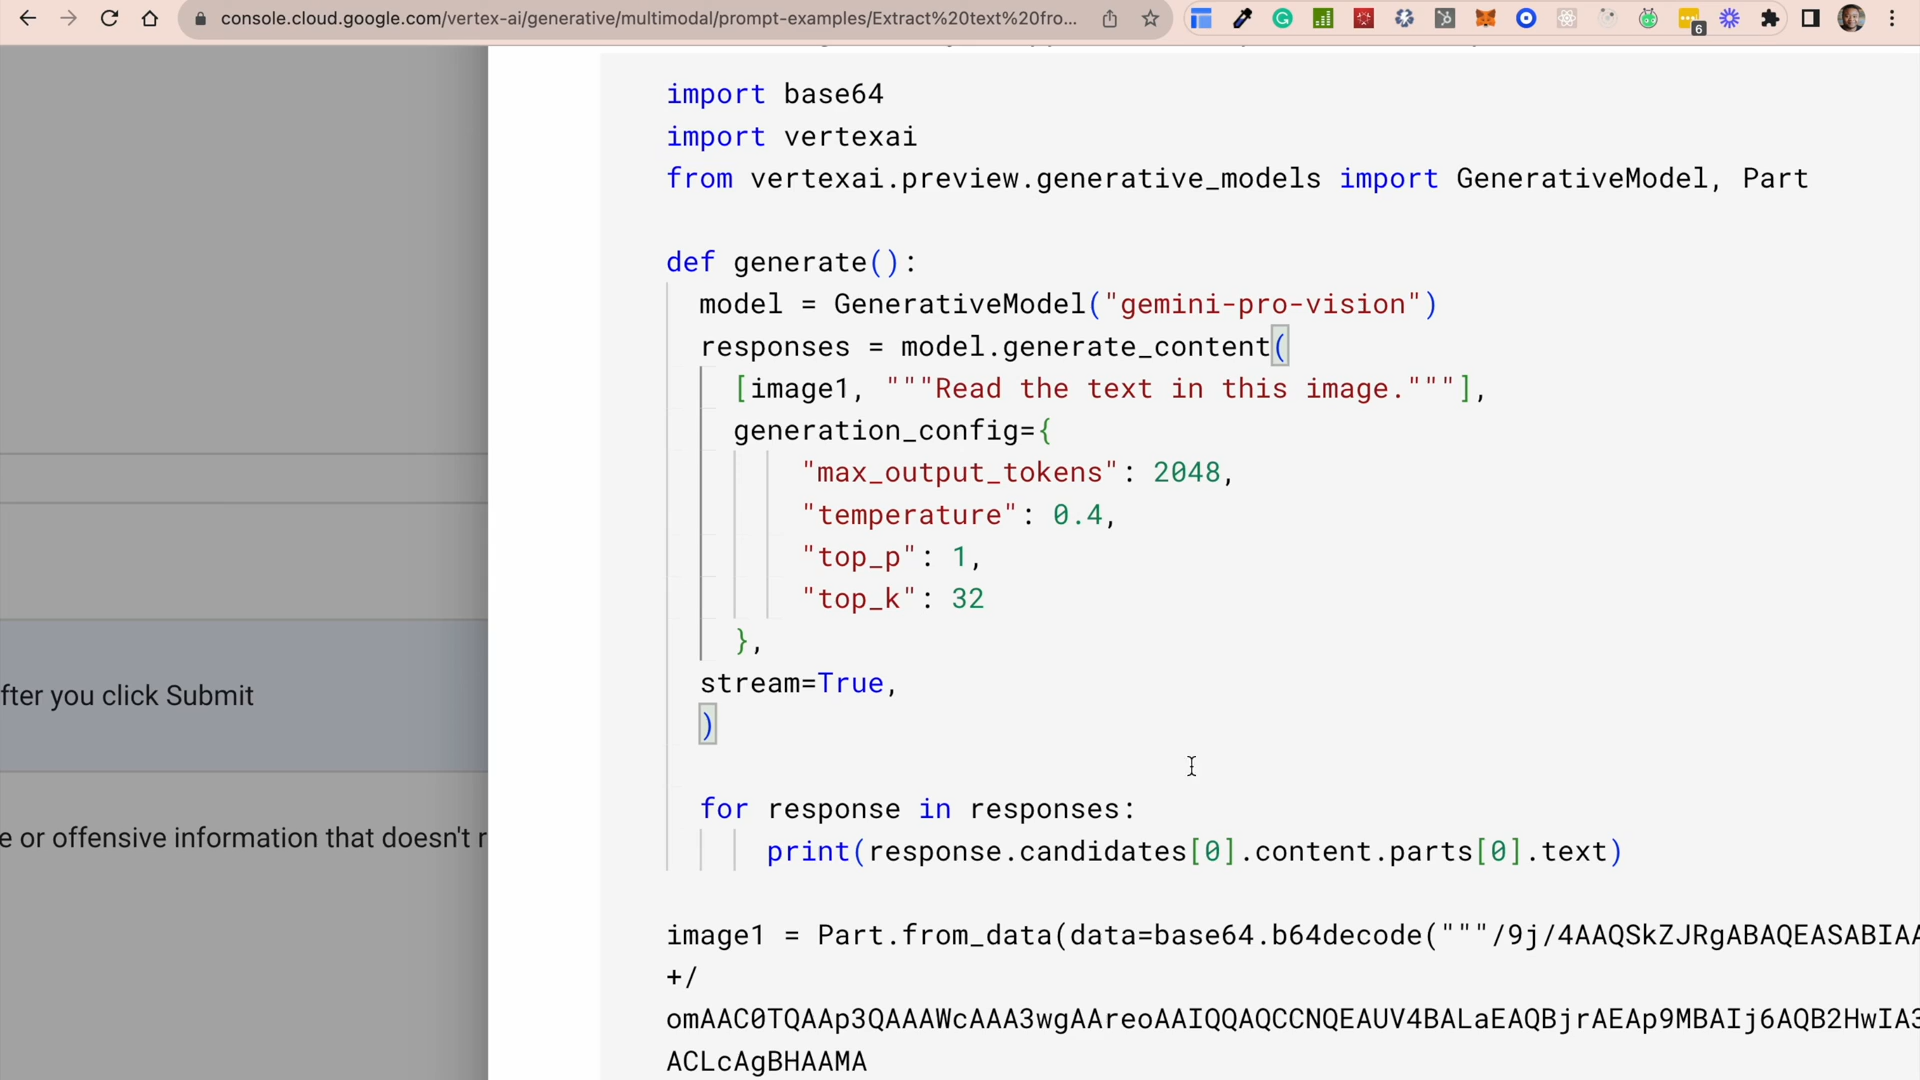 console.cloud.google.com/vertex-ai/generative/multimodal/prompt-examples/Extract%20text%20fro...
6
import base64
import vertexai
from vertexai.preview.generative_models import GenerativeModel, Part
def generate():
model = GenerativeModel("gemini-pro-vision")
responses = model.generate_content(
[image1, """Read the text in this image."""],
generation_config={
"max_output_tokens": 2048,
"temperature": 0.4,
"top_p": 1,
"top_k": 32
},
stream=True,
)
for response in responses:
print(response.candidates[0].content.parts[0].text)
image1 = Part.from_data(data=base64.b64decode("""/9j/4AAQSkZJRgABAQEASABIAA
+/
omAAC0TQAAp3QAAAWcAAA3wgAAreoAAIQQAQCCNQEAUV4BALaEAQBjrAEAp9MBAIj6AQB2HwIA3
ACLcAgBHAAMA
fter you click Submit
e or offensive information that doesn't r